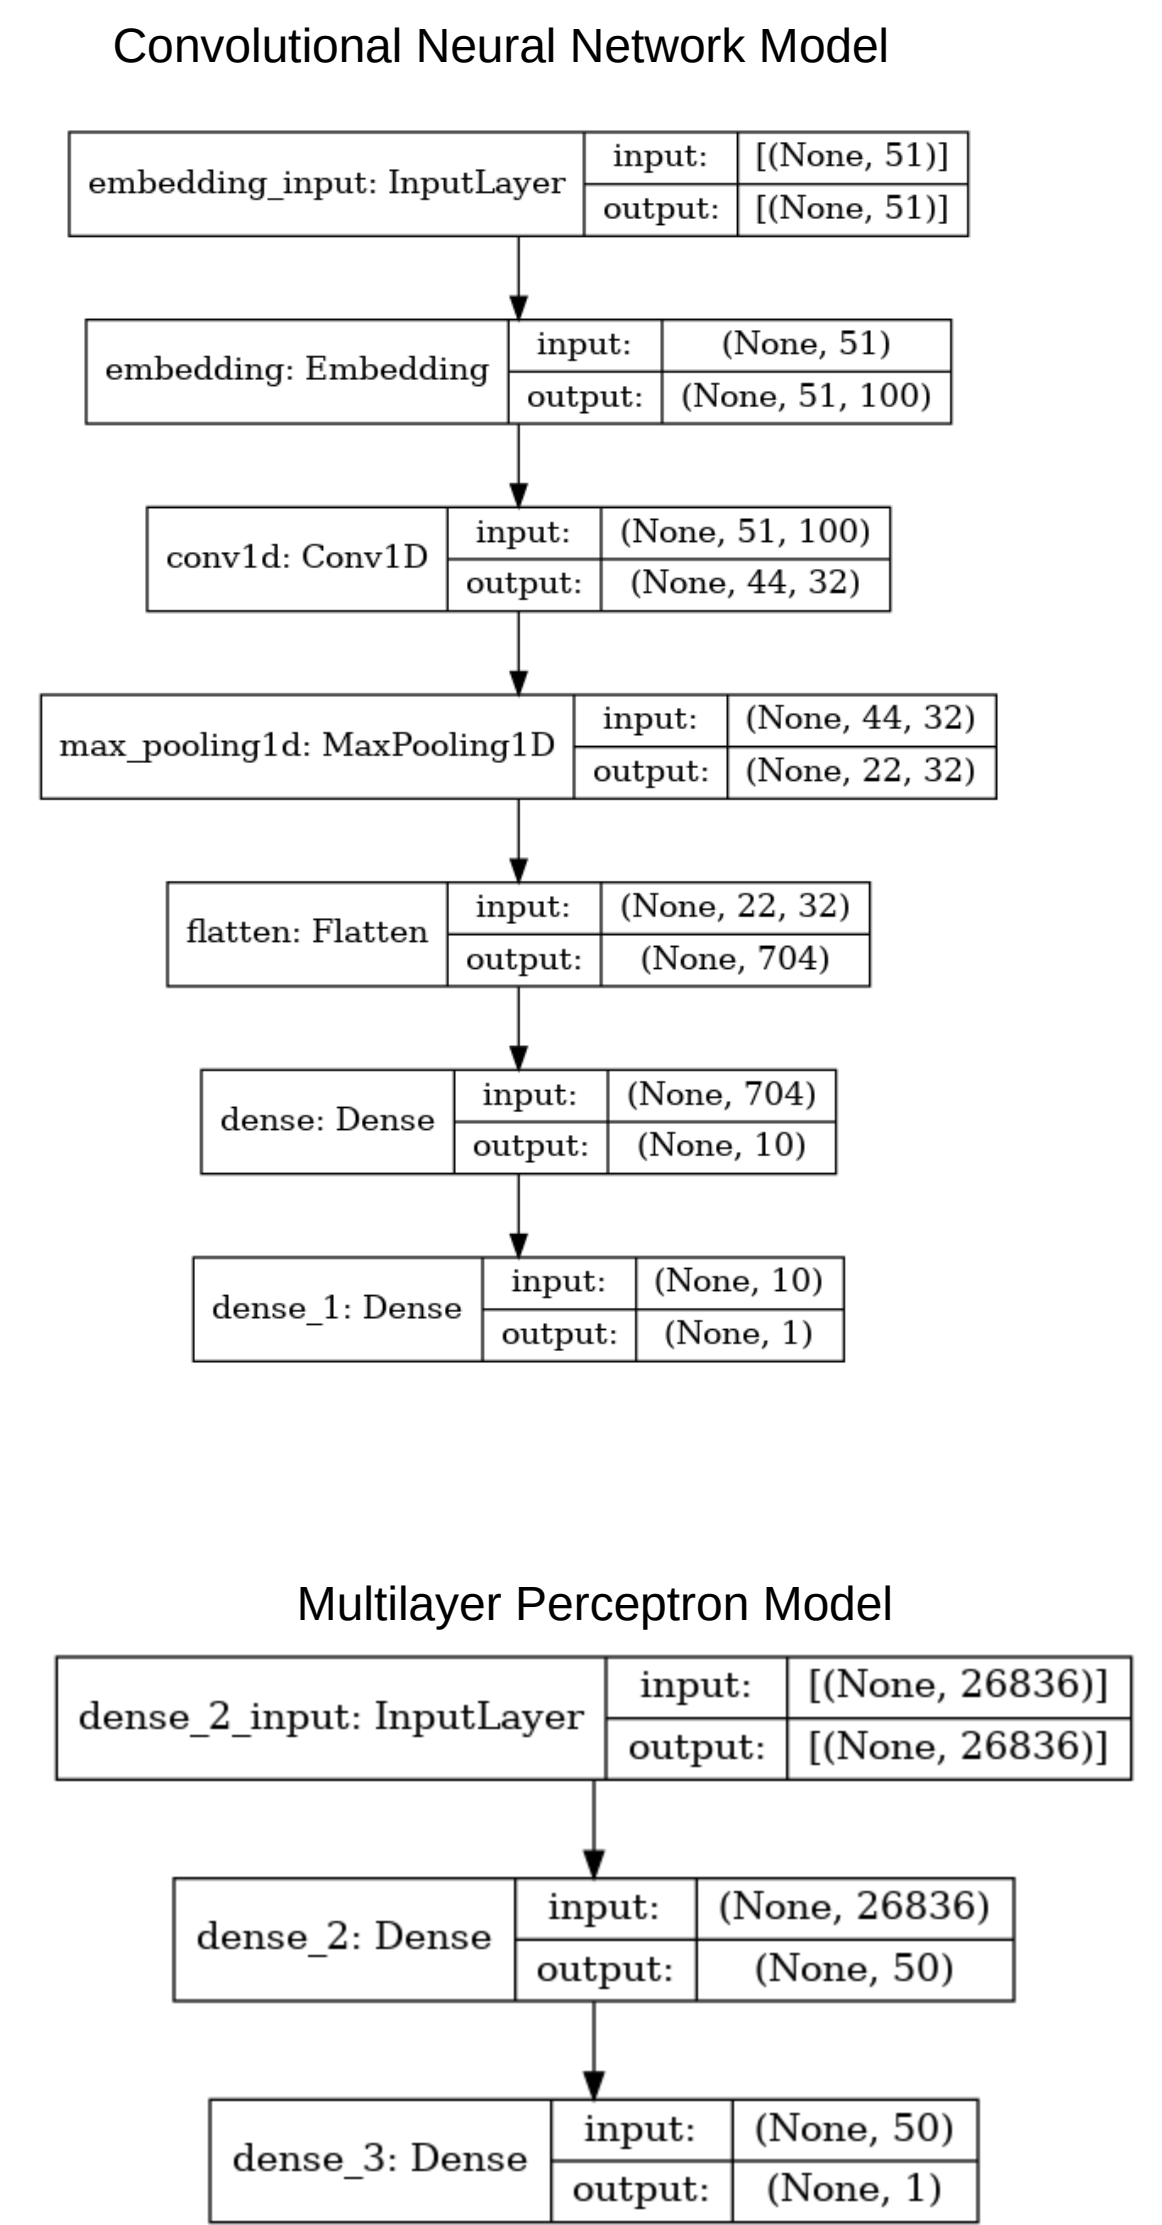 Convolutional Neural Network Model
embedding_input: InputLayer
input:
[(None, 51)]
output:
[(None, 51)]
embedding: Embedding
input:
(None, 51)
output:
(None, 51, 100)
conv1d: Conv1D
input:
(None, 51, 100)
output:
(None, 44, 32)
max_pooling1d: MaxPooling1D
input:
(None, 44, 32)
output:
(None, 22, 32)
flatten: Flatten
input:
(None, 22, 32)
output:
(None, 704)
dense: Dense
input:
(None, 704)
output:
(None, 10)
dense_1: Dense
input:
(None, 10)
output:
(None, 1)
Multilayer Perceptron Model
dense_2_input: InputLayer
input:
[(None, 26836)]
output:
[(None, 26836)]
dense_2: Dense
input:
(None, 26836)
output:
(None, 50)
dense_3: Dense
input:
(None, 50)
output:
(None, 1)